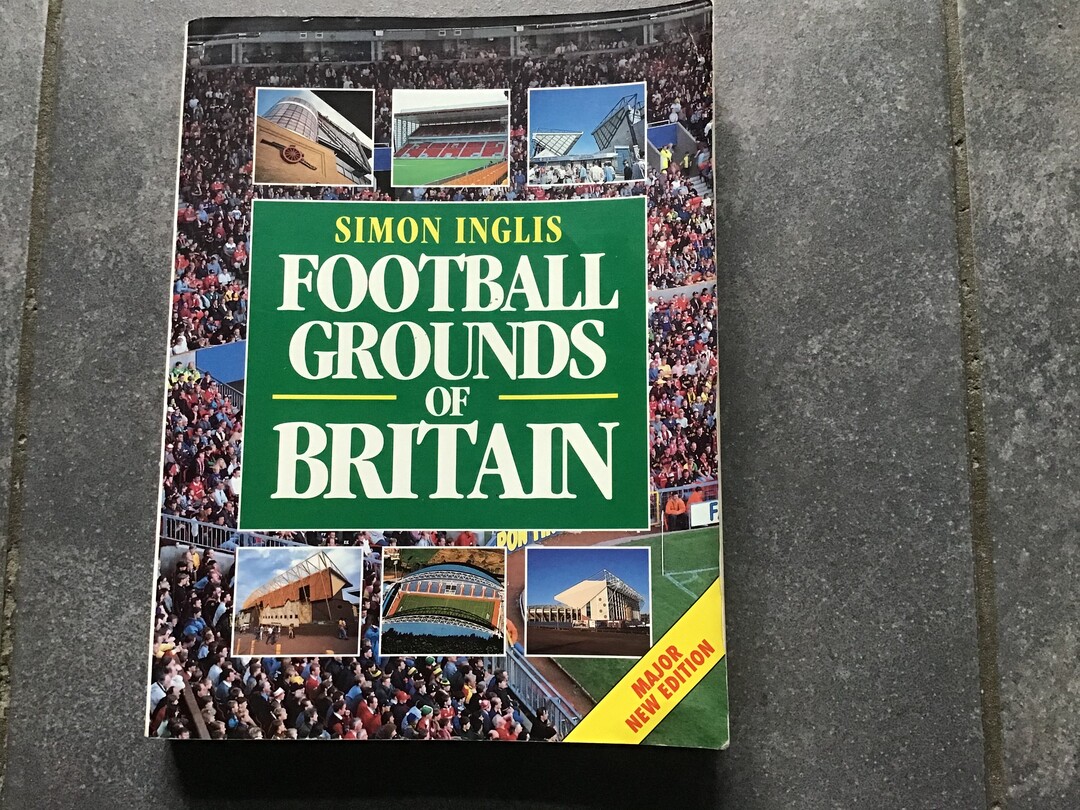 SIMON INGLIS
FOOTBALL
GROUNDS
OF
BRITAIN
MAJOR
NEW EDITION